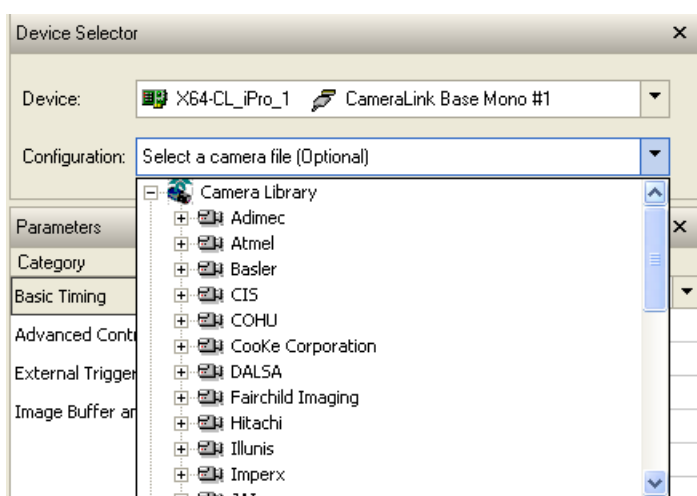 Device Selector
Device: X64-CL_iPro_1 CameraLink Base Mono #1
Configuration: Select a camera file (Optional)
Camera Library
Parameters
Adimec
Atmel
Category
Basler
Basic Timing
CIS
COHU
Advanced Cont
CooKe Corporation
External Trigger
DALSA
Fairchild Imaging
Image Buffer ar
Hitachi
Illunis
Imperx